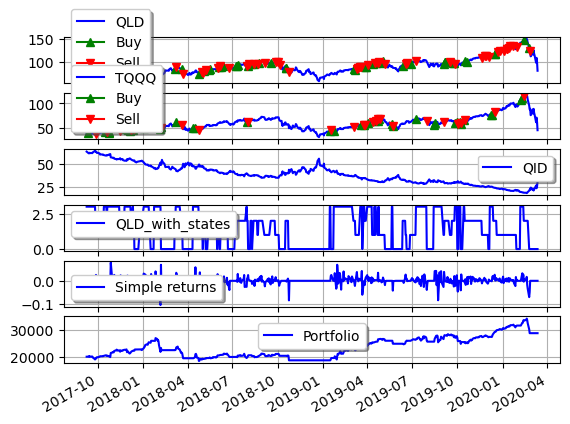 QLD
Buy
Sell
150
100
TQQQ
Buy
Sell
100
50
QID
50
25
QLD_with_states
2.5
0.0
Simple returns
0.0
−0.1
Portfolio
30000
20000
2017-10
2018-01
2018-04
2018-07
2018-10
2019-01
2019-04
2019-07
2019-10
2020-01
2020-04